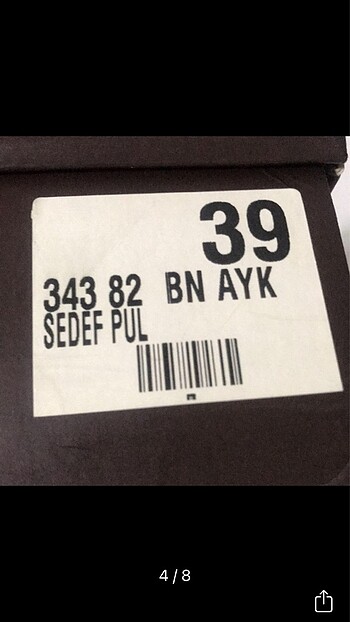 39
343 82 BN AYK
SEDEF PUL
4/8